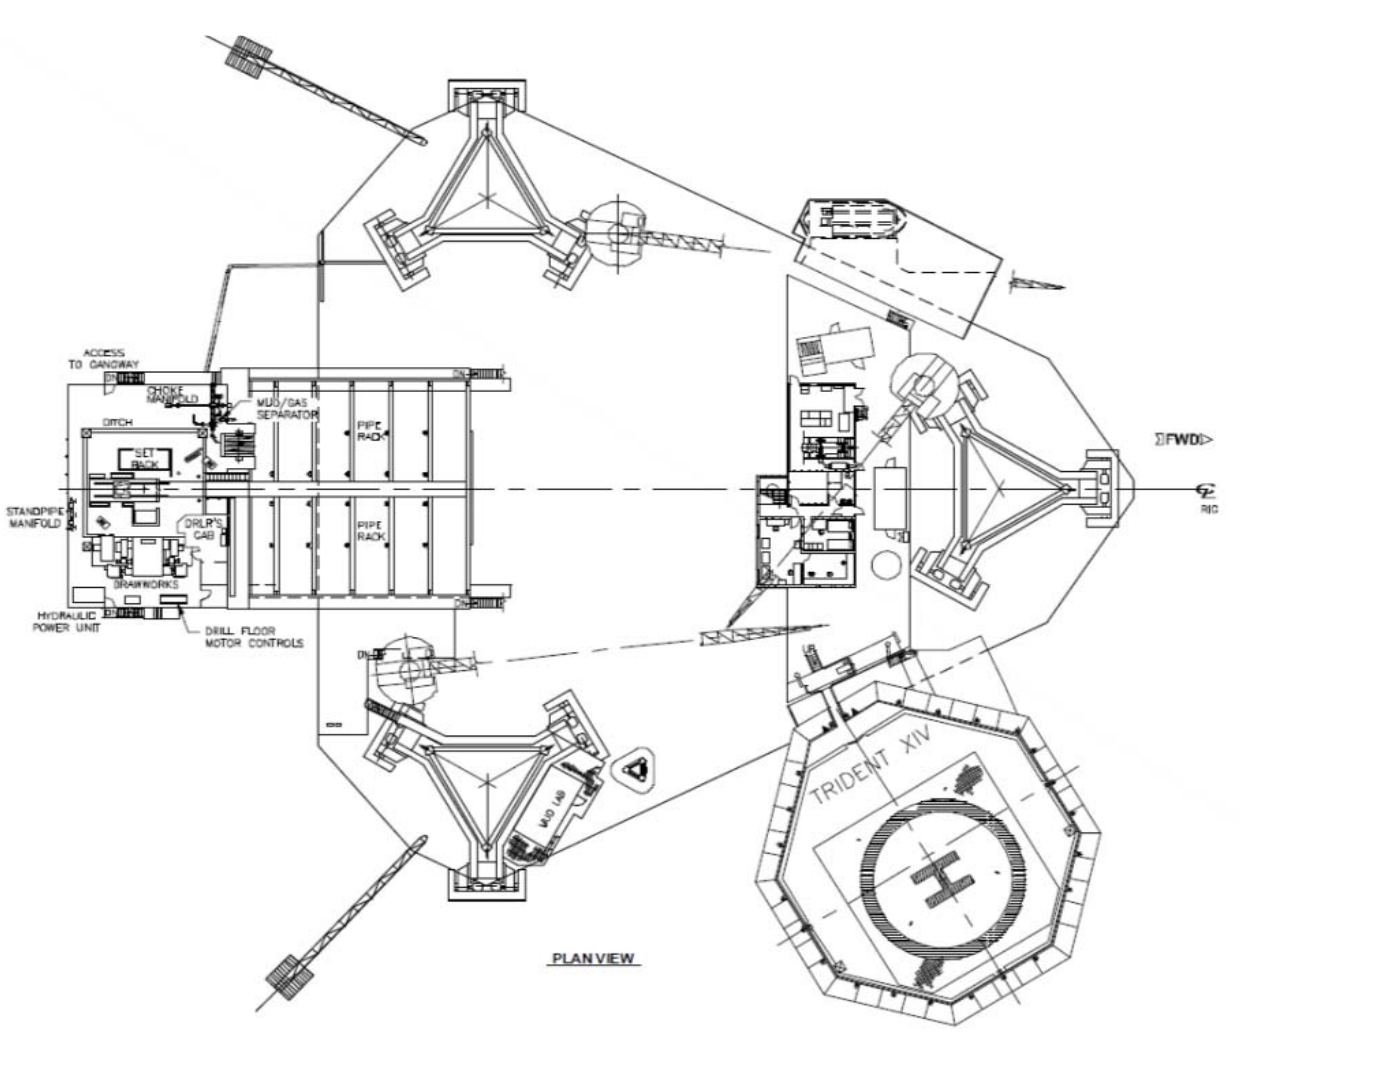 ACCESS
TO GANGWAY
DN
CHOKE
MANIFOLD
MUD/GAS
SEPARATOR
DITCH
SET
BACK
PIPE
RACK
DN
STANDPIPE
MANIFOLD
DRLR'S
CAB
PIPE
RACK
DRAWWORKS
DN
HYDRAULIC
POWER UNIT
DRILL FLOOR
MOTOR CONTROLS
DN
DN
FWD
RIG
TRIDENT XIV
MUD LAB
H
PLAN VIEW